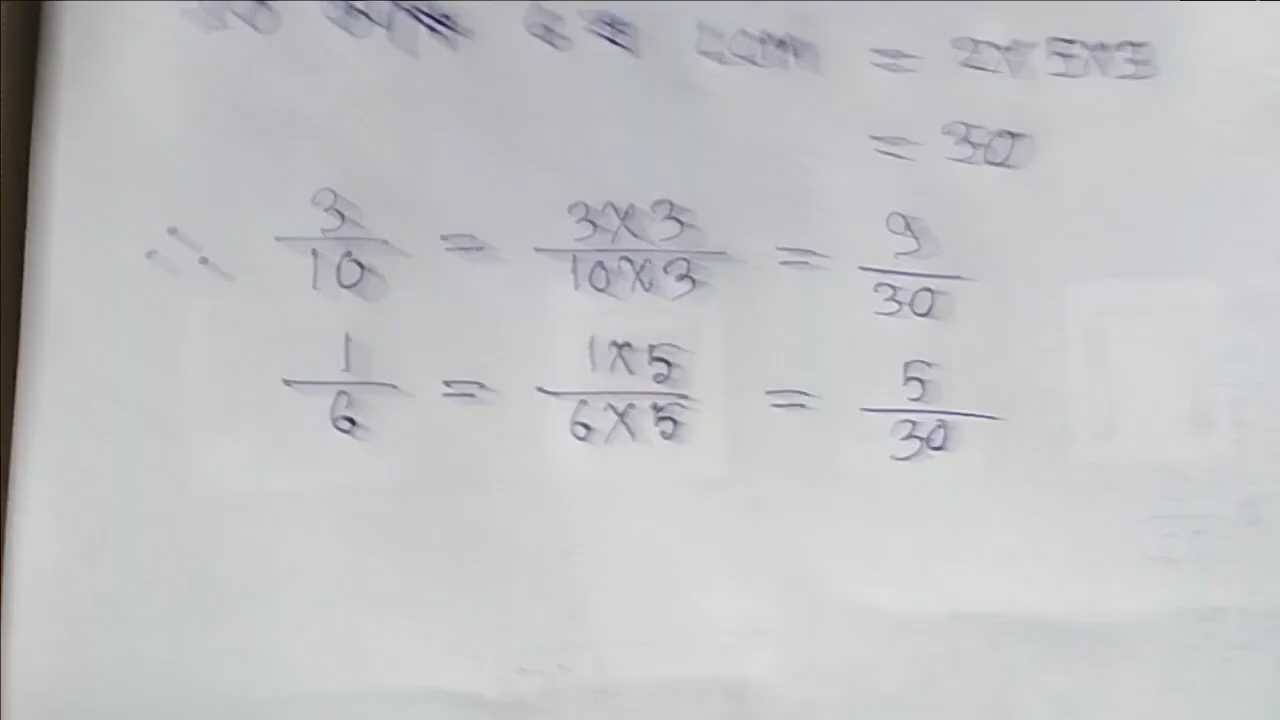 = 2×5×3
= 30
∴ 3/10 = 3×3/10×3 = 9/30
1/6 = 1×5/6×5 = 5/30